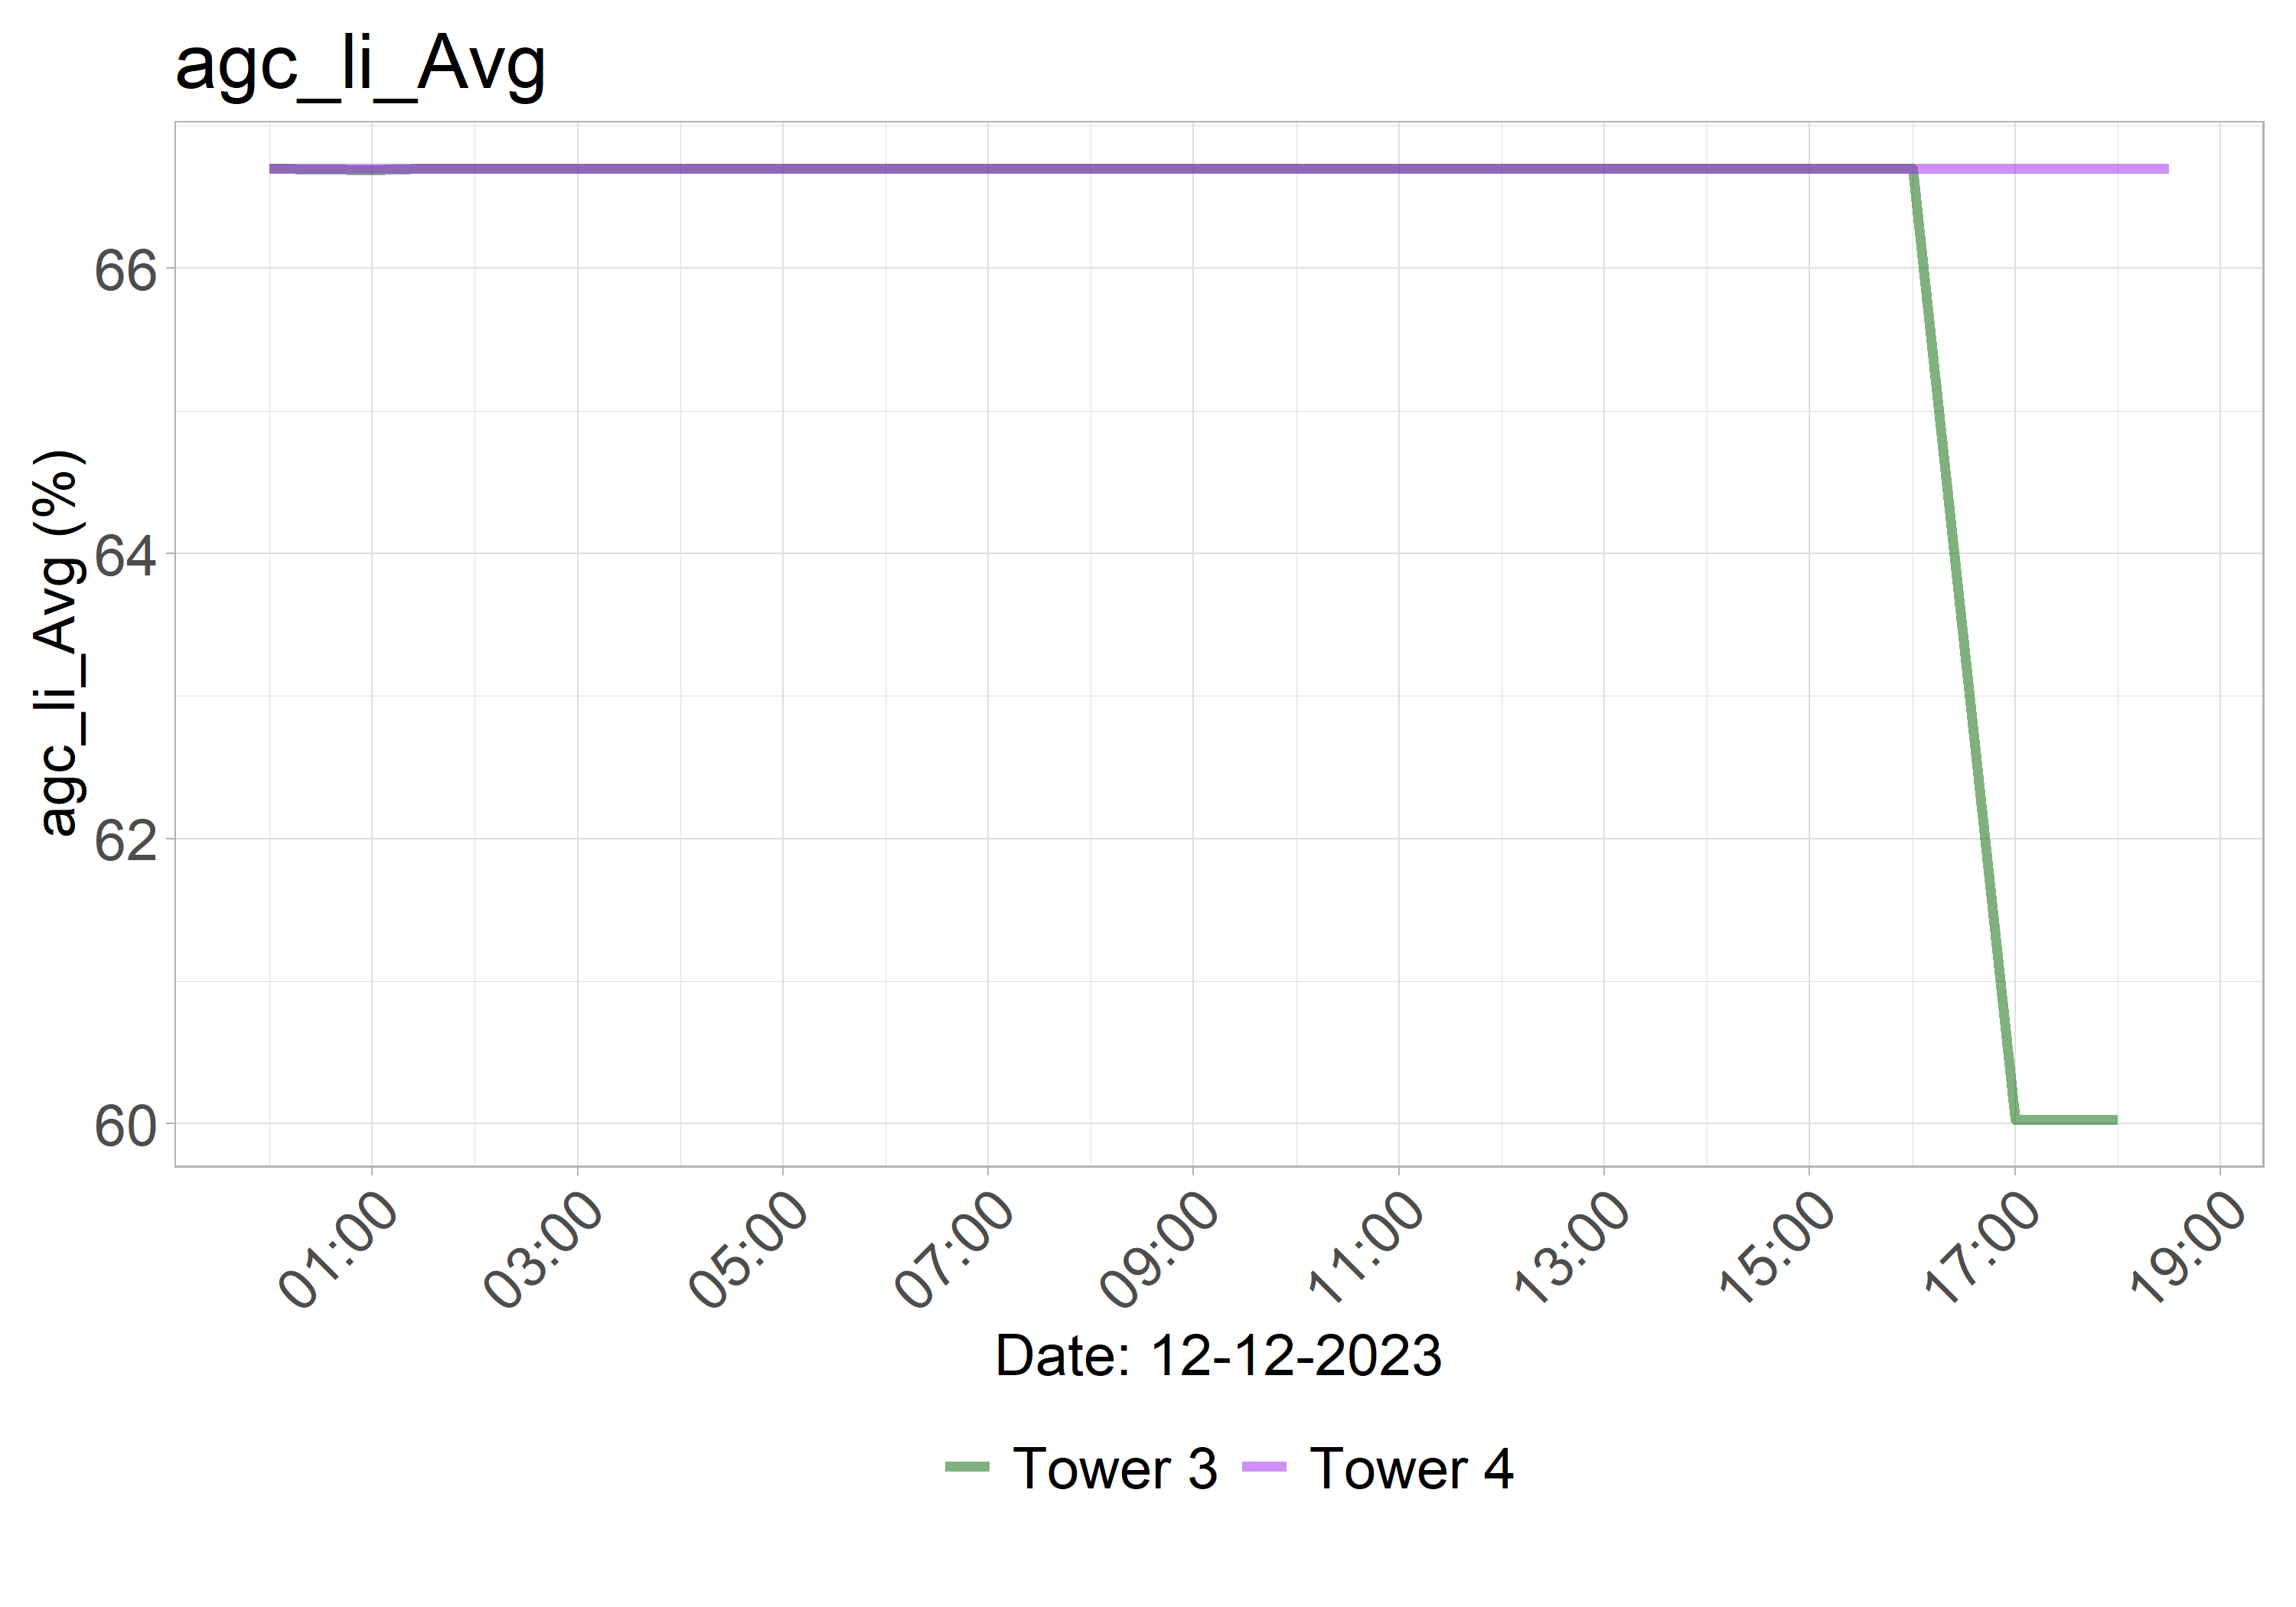 agc_li_Avg
agc_li_Avg (%)
66
64
62
60
01:00 03:00 05:00 07:00 09:00 11:00 13:00 15:00 17:00 19:00
Date: 12-12-2023
Tower 3 Tower 4